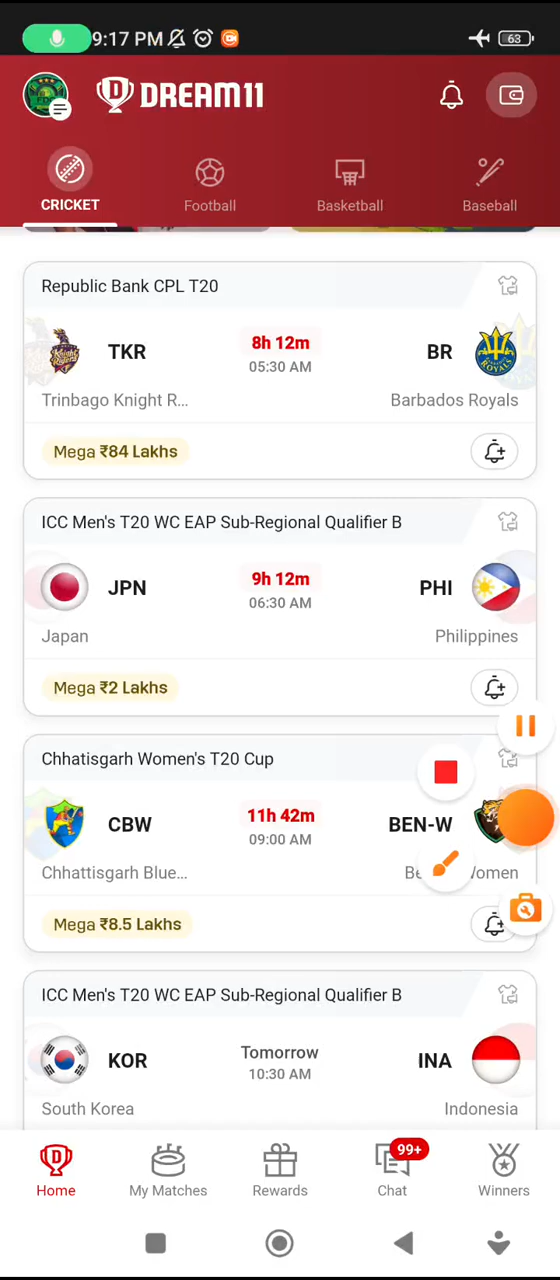 9:17 PM
63
DREAM11
CRICKET
Football
Basketball
Baseball
Republic Bank CPL T20
TKR
8h 12m
05:30 AM
BR
Trinbago Knight R...
Barbados Royals
Mega ₹84 Lakhs
ICC Men's T20 WC EAP Sub-Regional Qualifier B
JPN
9h 12m
06:30 AM
PHI
Japan
Philippines
Mega ₹2 Lakhs
Chhatisgarh Women's T20 Cup
CBW
11h 42m
09:00 AM
BEN-W
Chhattisgarh Blue...
Mega ₹8.5 Lakhs
ICC Men's T20 WC EAP Sub-Regional Qualifier B
KOR
Tomorrow
10:30 AM
INA
South Korea
Indonesia
99+
Home
My Matches
Rewards
Chat
Winners